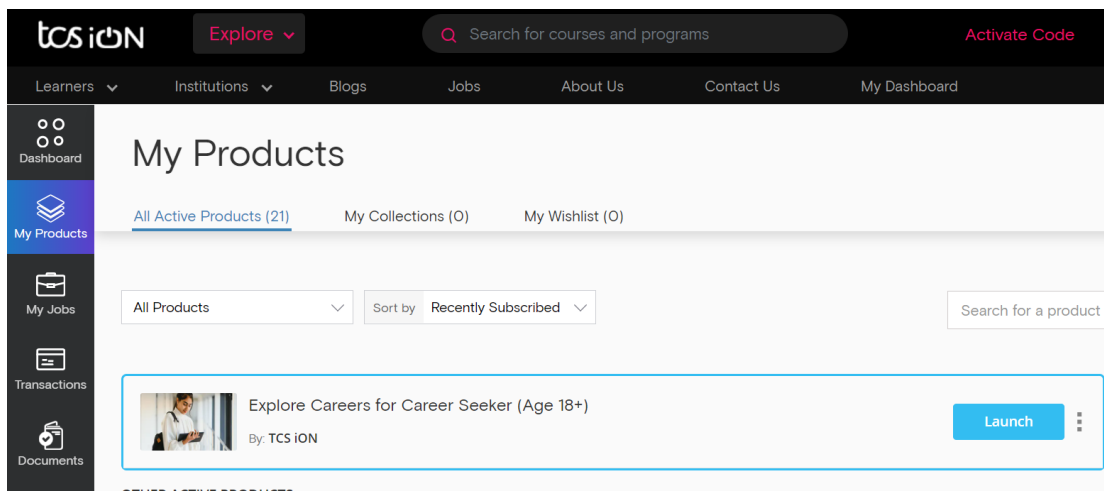 tcs iON
Explore
Search for courses and programs
Activate Code
Learners
Institutions
Blogs
Jobs
About Us
Contact Us
My Dashboard
Dashboard
My Products
My Jobs
Transactions
Documents
My Products
All Active Products (21)
My Collections (0)
My Wishlist (0)
All Products
Sort by Recently Subscribed
Search for a product
Explore Careers for Career Seeker (Age 18+)
By: TCS iON
Launch
OTHER ACTIVE PRODUCTS